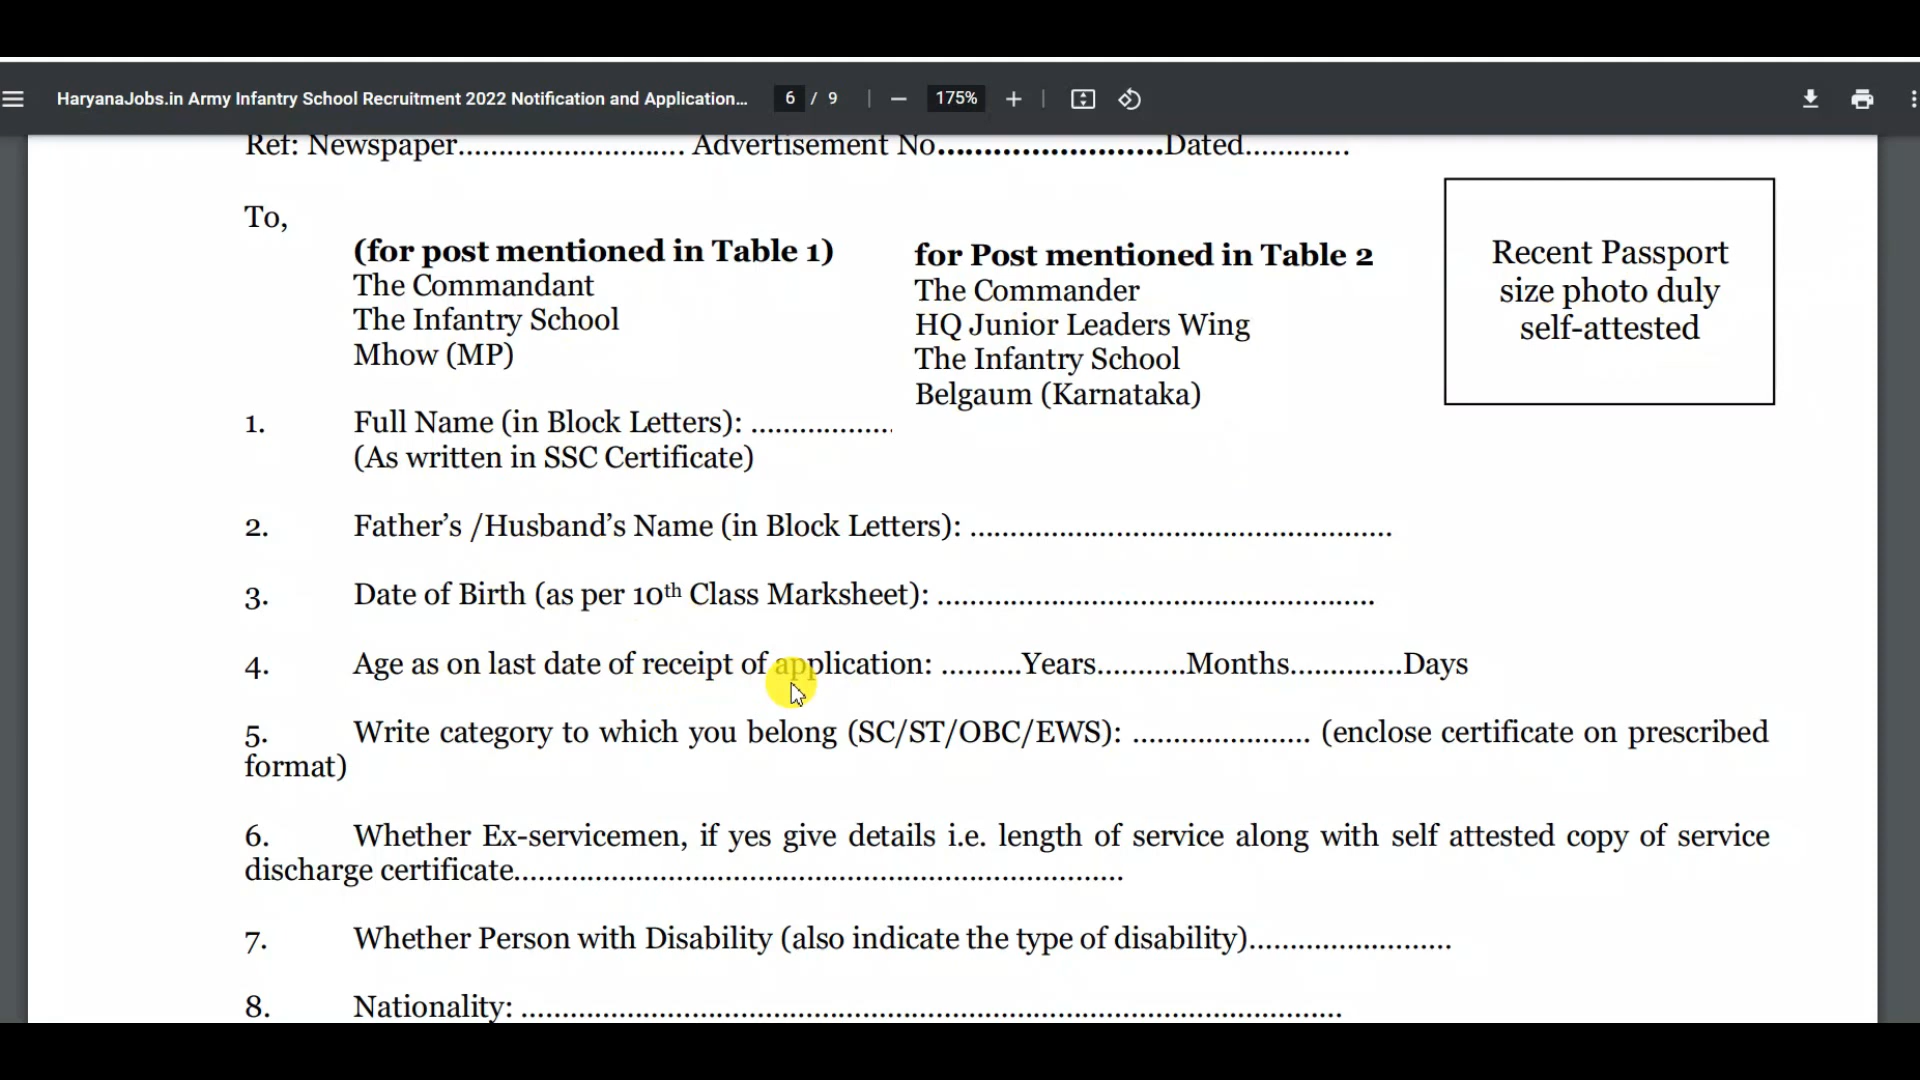 HaryanaJobs.in Army Infantry School Recruitment 2022 Notification and Application... 6 / 9 175%
Ref: Newspaper............................ Advertisement No........................Dated.............
To,
(for post mentioned in Table 1)
The Commandant
The Infantry School
Mhow (MP)
for Post mentioned in Table 2
The Commander
HQ Junior Leaders Wing
The Infantry School
Belgaum (Karnataka)
Recent Passport
size photo duly
self-attested
1. Full Name (in Block Letters): ..................
(As written in SSC Certificate)
2. Father's /Husband's Name (in Block Letters): ....................................................
3. Date of Birth (as per 10th Class Marksheet): ......................................................
4. Age as on last date of receipt of application: ..........Years...........Months..............Days
5. Write category to which you belong (SC/ST/OBC/EWS): ...................... (enclose certificate on prescribed
format)
6. Whether Ex-servicemen, if yes give details i.e. length of service along with self attested copy of service
discharge certificate...........................................................................
7. Whether Person with Disability (also indicate the type of disability).........................
8. Nationality: .....................................................................................................